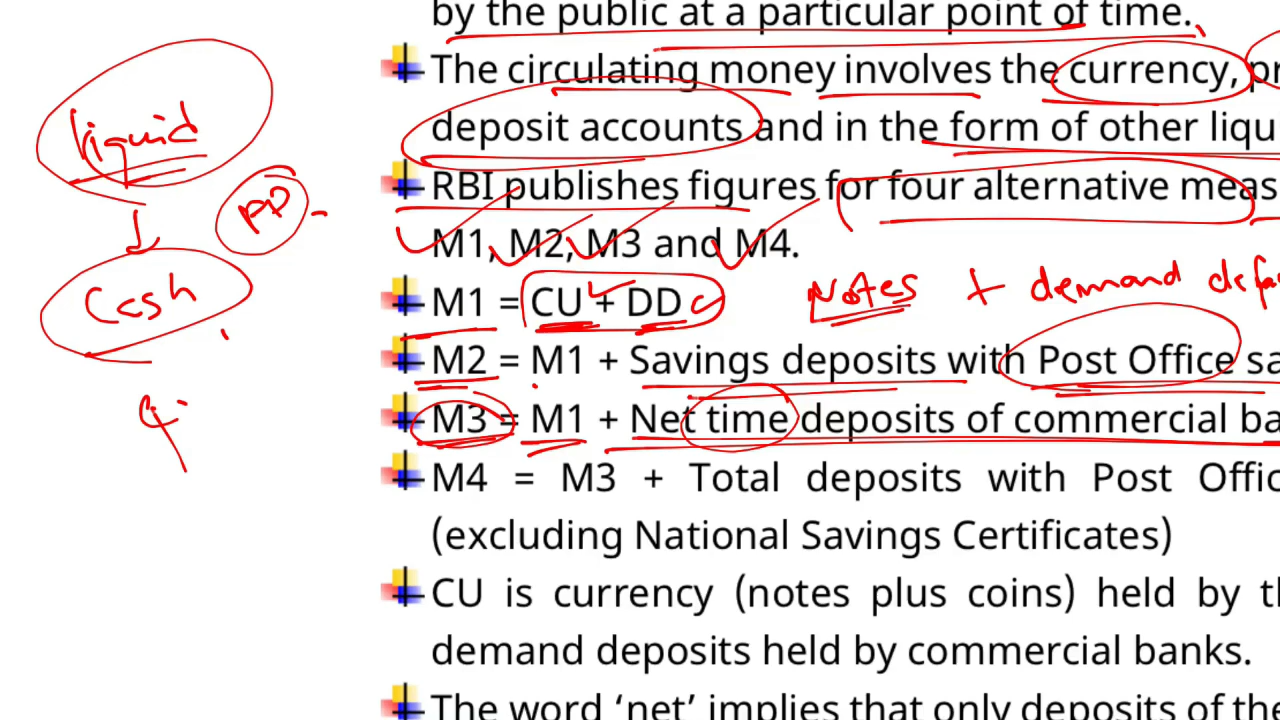 by the public at a particular point of time.
The circulating money involves the currency, pr
deposit accounts and in the form of other liqu
RBI publishes figures for four alternative meas
M1, M2, M3 and M4.
M1 = CU + DD
Notes + demand
M2 = M1 + Savings deposits with Post Office sa
M3 = M1 + Net time deposits of commercial ba
M4 = M3 + Total deposits with Post Offic
(excluding National Savings Certificates)
CU is currency (notes plus coins) held by t
demand deposits held by commercial banks.
The word ‘net’ implies that only deposits of the
liquid
Cash